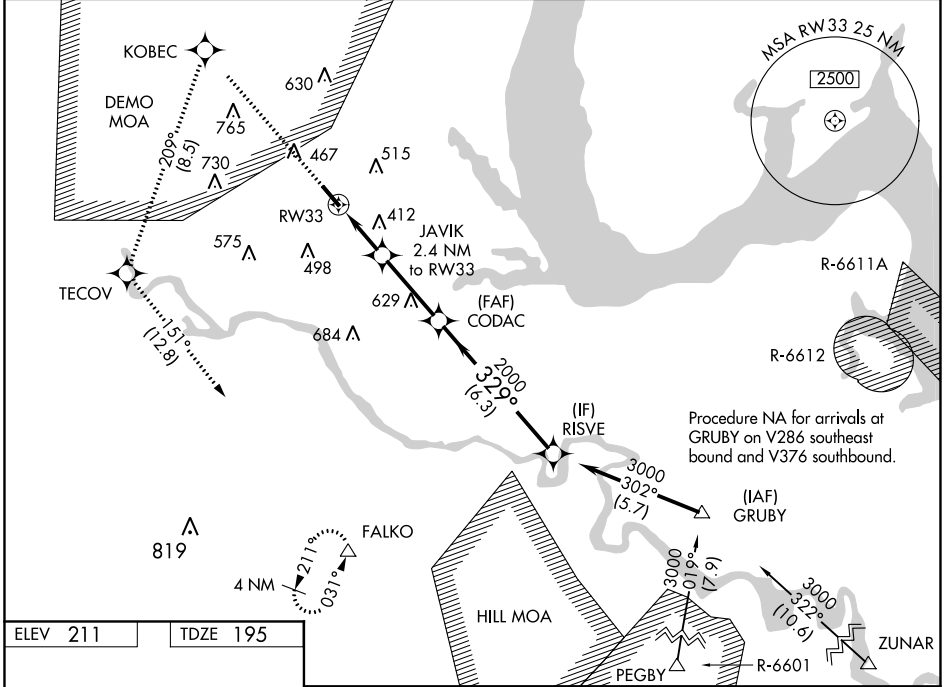 MSA RW33 25 NM
2500
KOBEC
DEMO
MOA
630
765
730
467
515
209°
(8.5)
RW33
412
JAVIK
2.4 NM
to RW33
575
498
TECOV
629
(FAF)
CODAC
684
151°
(12.8)
R-6611A
R-6612
2000
329°
(6.3)
(IF)
RISVE
Procedure NA for arrivals at
GRUBY on V286 southeast
bound and V376 southbound.
3000
302°
(5.7)
(IAF)
GRUBY
819
FALKO
211°
031°
4 NM
3000
019°
(7.9)
3000
322°
(10.6)
HILL MOA
ZUNAR
PEGBY
R-6601
ELEV 211
TDZE 195